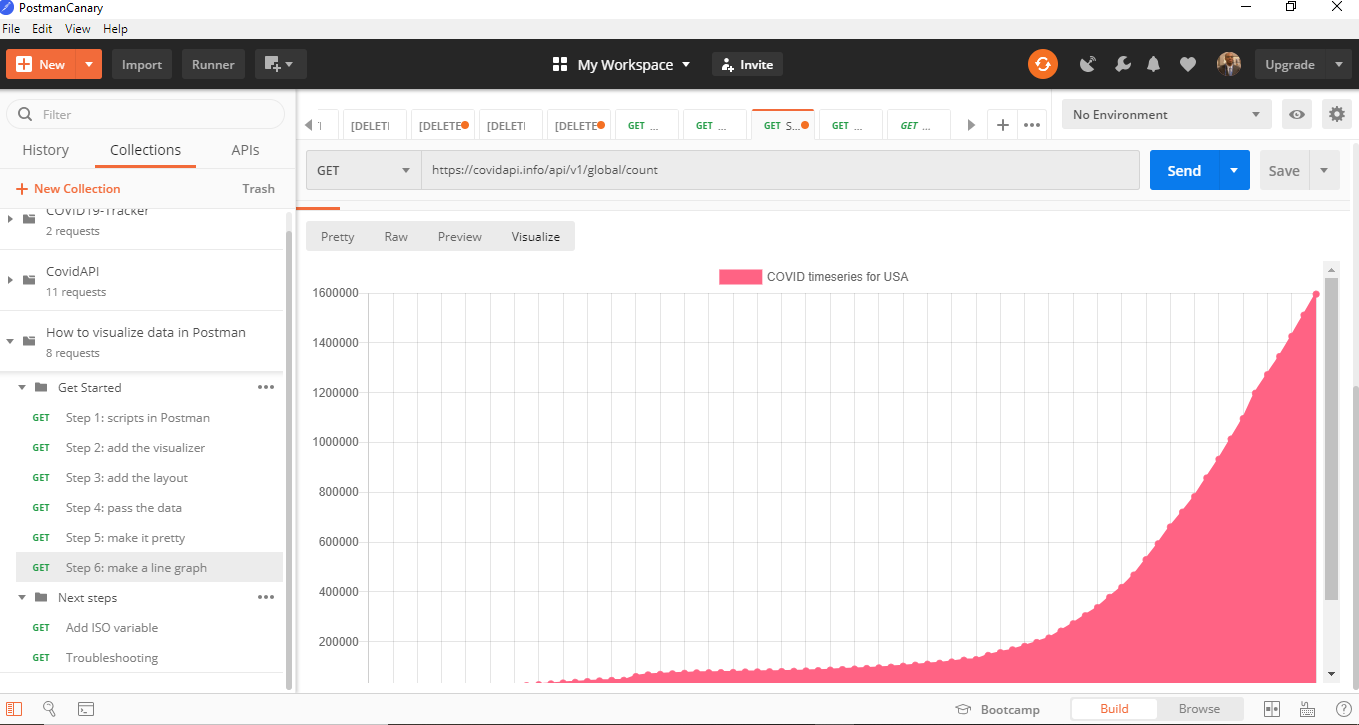 PostmanCanary
File Edit View Help
New Import Runner My Workspace Invite Upgrade
Filter
History Collections APIs
New Collection Trash
COVID19-Tracker
2 requests
CovidAPI
11 requests
How to visualize data in Postman
8 requests
Get Started
GET Step 1: scripts in Postman
GET Step 2: add the visualizer
GET Step 3: add the layout
GET Step 4: pass the data
GET Step 5: make it pretty
GET Step 6: make a line graph
Next steps
GET Add ISO variable
GET Troubleshooting
[DELETI [DELETE [DELETI [DELETE GET ... GET ... GET S... GET ... GET ...
No Environment
GET https://covidapi.info/api/v1/global/count Send Save
Pretty Raw Preview Visualize
COVID timeseries for USA
1600000
1400000
1200000
1000000
800000
600000
400000
200000
Bootcamp Build Browse